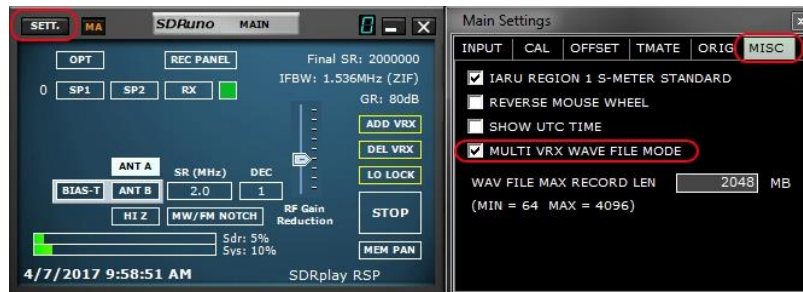 SETT. MA SDRuno MAIN
OPT REC PANEL Final SR: 2000000
IFBW: 1.536MHz (ZIF)
0 SP1 SP2 RX GR: 80dB
ADD VRX
DEL VRX
ANT A SR (MHz) DEC LO LOCK
BIAS-T ANT B 2.0 1
HI Z MW/FM NOTCH RF Gain STOP
Reduction
Sdr: 5%
Sys: 10% MEM PAN
4/7/2017 9:58:51 AM SDRplay RSP
Main Settings
INPUT CAL OFFSET TMATE ORIG MISC
IARU REGION 1 S-METER STANDARD
REVERSE MOUSE WHEEL
SHOW UTC TIME
MULTI VRX WAVE FILE MODE
WAV FILE MAX RECORD LEN 2048 MB
(MIN = 64 MAX = 4096)